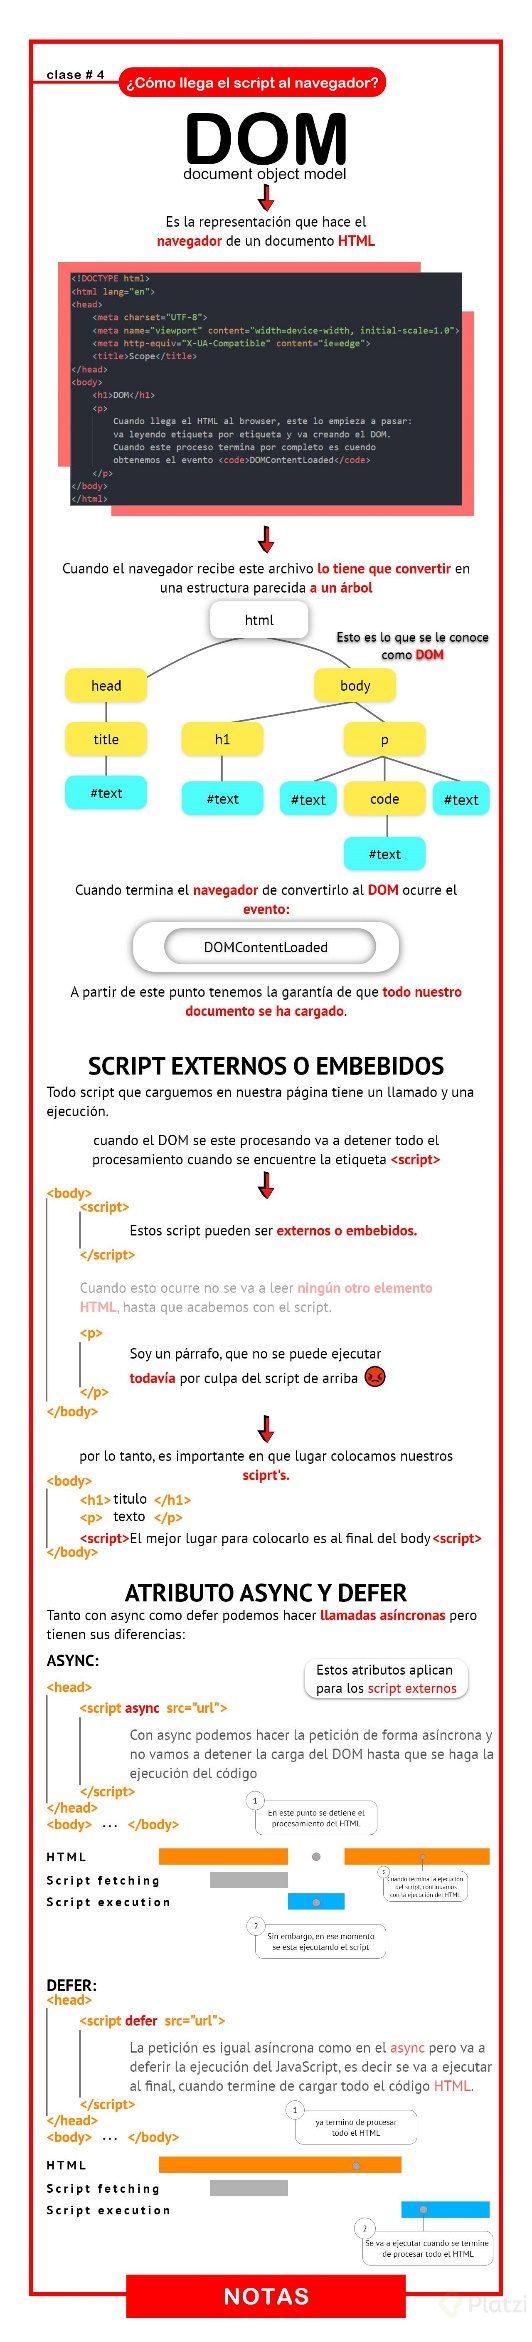 clase # 4
¿Cómo llega el script al navegador?
DOM
document object model
Es la representación que hace el
navegador de un documento HTML
<!DOCTYPE html>
<html lang="en">
<head>
<meta charset="UTF-8">
<meta name="viewport" content="width=device-width, initial-scale=1.0">
<meta http-equiv="X-UA-Compatible" content="ie=edge">
<title>Scope</title>
</head>
<body>
<h1>DOM</h1>
<p>
Cuando llega el HTML al browser, este lo empieza a pasar:
va leyendo etiqueta por etiqueta y va creando el DOM.
Cuando este proceso termina por completo es cuendo
obtenemos el evento <code>DOMContentLoaded</code>
</p>
</body>
</html>
Cuando el navegador recibe este archivo lo tiene que convertir en
una estructura parecida a un árbol
html
Esto es lo que se le conoce
como DOM
head
body
title
h1
p
#text
#text
#text
code
#text
#text
Cuando termina el navegador de convertirlo al DOM ocurre el
evento:
DOMContentLoaded
A partir de este punto tenemos la garantía de que todo nuestro
documento se ha cargado.
SCRIPT EXTERNOS O EMBEBIDOS
Todo script que carguemos en nuestra página tiene un llamado y una
ejecución.
cuando el DOM se este procesando va a detener todo el
procesamiento cuando se encuentre la etiqueta <script>
<body>
<script>
Estos script pueden ser externos o embebidos.
</script>
Cuando esto ocurre no se va a leer ningún otro elemento
HTML, hasta que acabemos con el script.
<p>
Soy un párrafo, que no se puede ejecutar
todavía por culpa del script de arriba
</p>
</body>
por lo tanto, es importante en que lugar colocamos nuestros
sciprt's.
<body>
<h1> titulo </h1>
<p> texto </p>
<script>El mejor lugar para colocarlo es al final del body<script>
</body>
ATRIBUTO ASYNC Y DEFER
Tanto con async como defer podemos hacer llamadas asíncronas pero
tienen sus diferencias:
ASYNC:
Estos atributos aplican
para los script externos
<head>
<script async src="url">
Con async podemos hacer la petición de forma asíncrona y
no vamos a detener la carga del DOM hasta que se haga la
ejecución del código
</script>
</head>
<body> ... </body>
1
En este punto se detiene el
procesamiento del HTML
HTML
Script fetching
3
Cuando termina la ejecución
del script, continuamos
con la ejecución del HTML
Script execution
2
Sin embargo, en ese momento
se esta ejecutando el script
DEFER:
<head>
<script defer src="url">
La petición es igual asíncrona como en el async pero va a
deferir la ejecución del JavaScript, es decir se va a ejecutar
al final, cuando termine de cargar todo el código HTML.
</script>
</head>
<body> ... </body>
1
ya termino de procesar
todo el HTML
HTML
Script fetching
Script execution
2
Se va a ejecutar cuando se termine
de procesar todo el HTML
NOTAS
Platzi